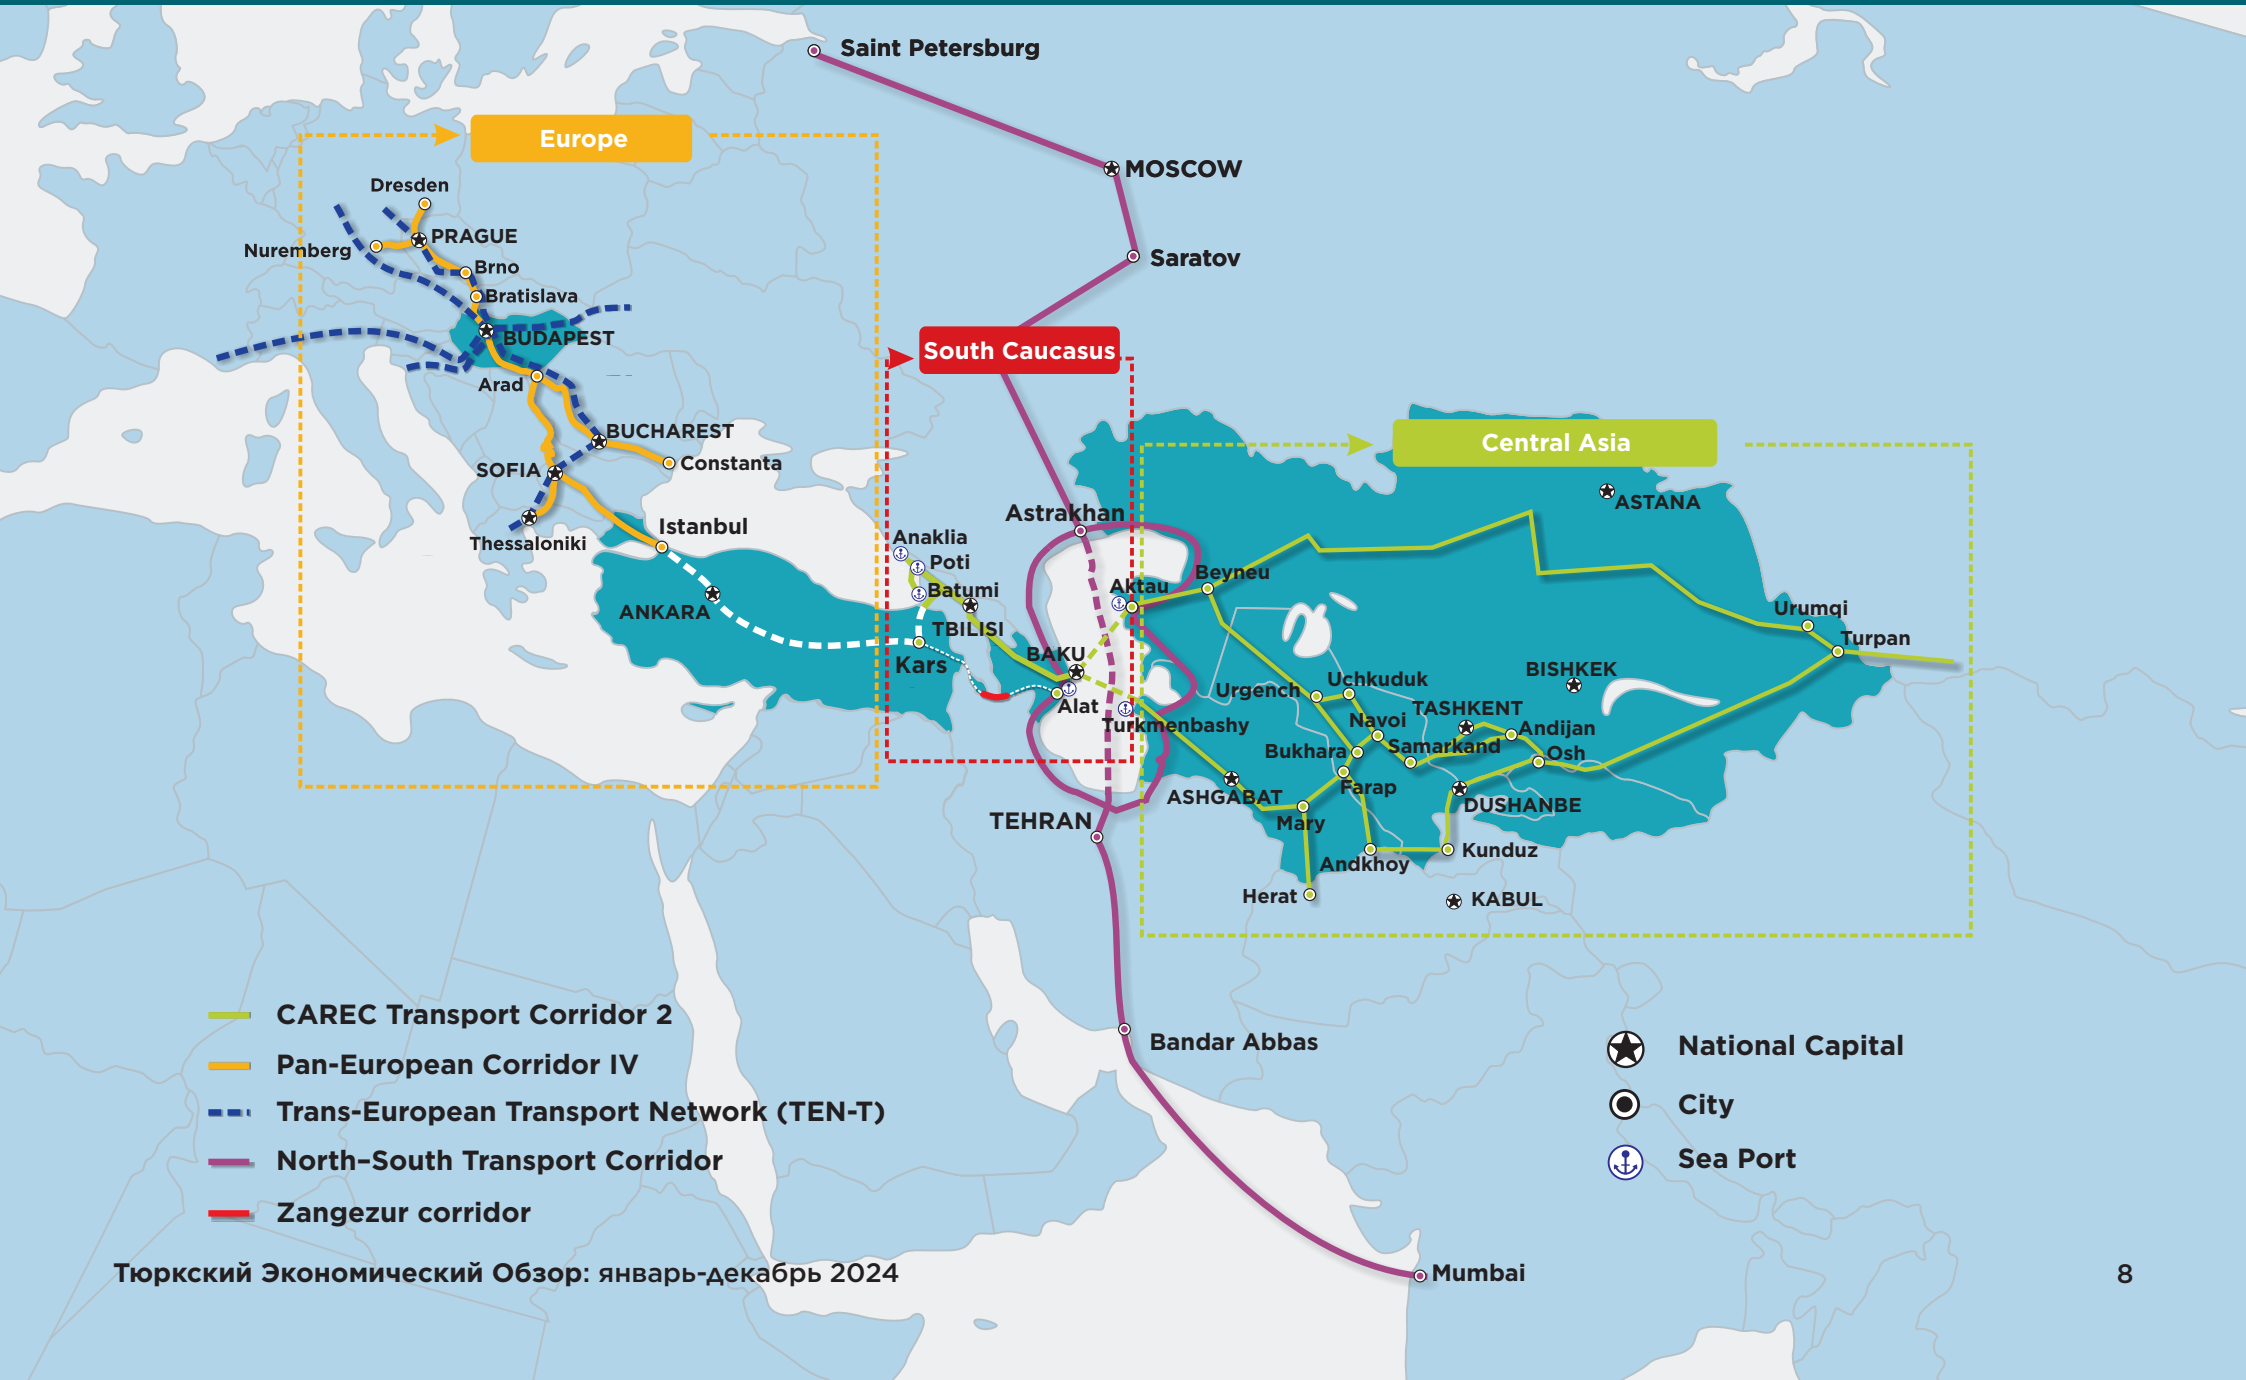 Saint Petersburg
Europe
MOSCOW
Dresden
PRAGUE
Nuremberg
Brno
Saratov
Bratislava
BUDAPEST
South Caucasus
Arad
BUCHAREST
Central Asia
SOFIA
Constanta
ASTANA
Astrakhan
Istanbul
Thessaloniki
Anaklia
Poti
Beyneu
Aktau
Batumi
ANKARA
Urumqi
TBILISI
Turpan
BAKU
Kars
BISHKEK
Uchkuduk
Urgench
Alat
TASHKENT
Navoi
Turkmenbashy
Andijan
Samarkand
Bukhara
Osh
Farap
ASHGABAT
DUSHANBE
TEHRAN
Mary
Kunduz
Andkhoy
Herat
KABUL
CAREC Transport Corridor 2
Bandar Abbas
National Capital
Pan-European Corridor IV
City
Trans-European Transport Network (TEN-T)
North–South Transport Corridor
Sea Port
Zangezur corridor
Mumbai
Тюркский Экономический Обзор: январь-декабрь 2024
8